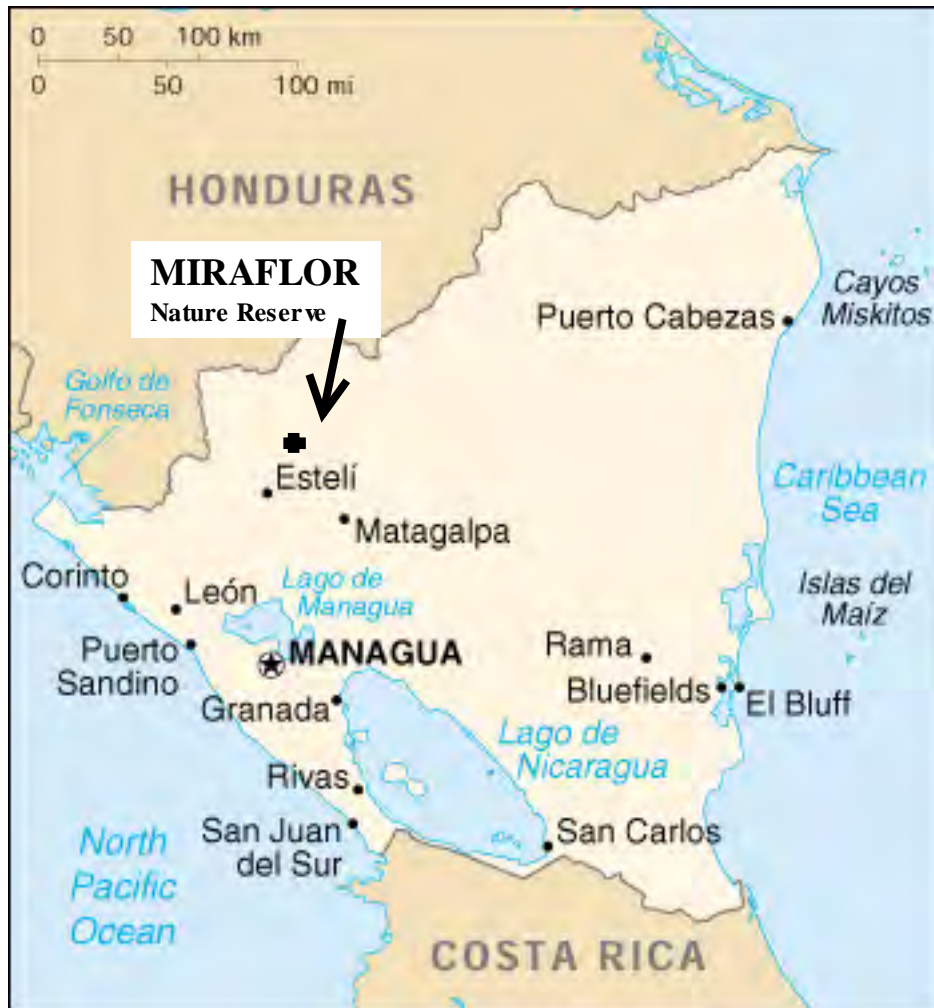 0 50 100 km
0 50 100 mi
HONDURAS
MIRAFLOR
Nature Reserve
Cayos
Miskitos
Puerto Cabezas
Golfo de
Fonseca
Estelí
Caribbean
Sea
Matagalpa
Corinto
León
Lago de
Managua
Islas del
Maíz
Puerto
Sandino
MANAGUA
Rama
Bluefields
El Bluff
Granada
Lago de
Nicaragua
Rivas
San Juan
del Sur
San Carlos
North
Pacific
Ocean
COSTA RICA